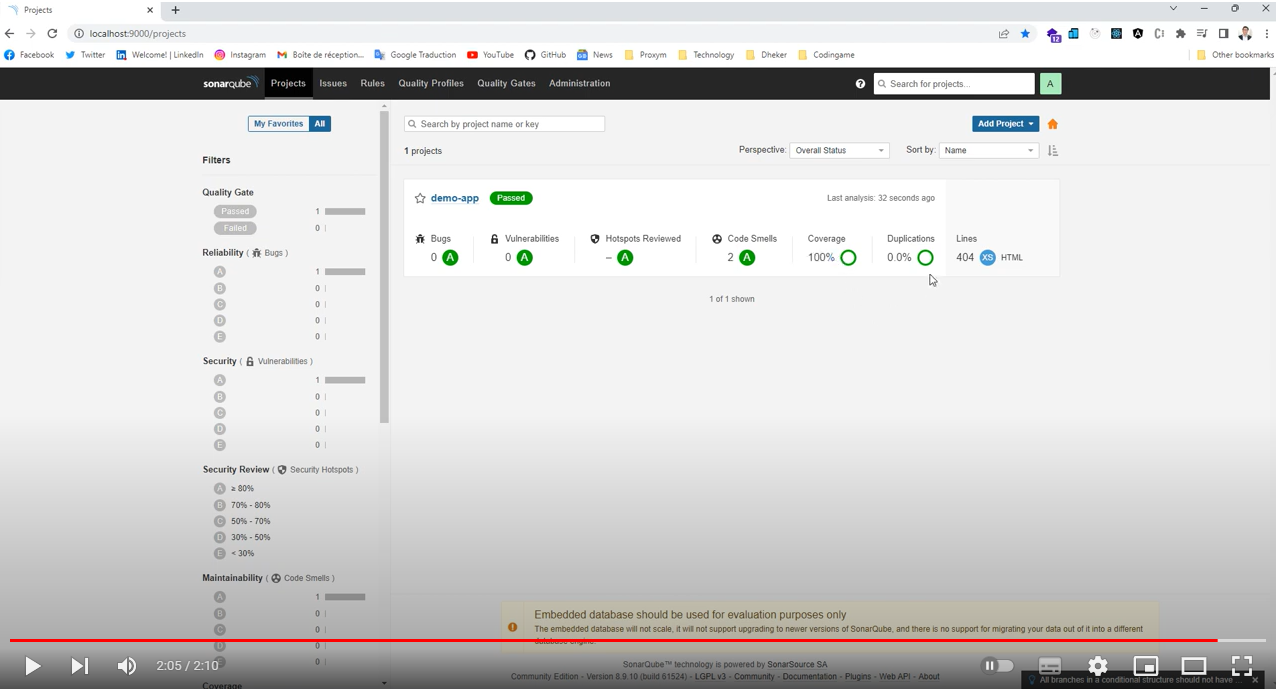 Projects
localhost:9000/projects
12
Facebook Twitter Welcome! | LinkedIn Instagram Boîte de réception... Google Traduction YouTube GitHub News Proxym Technology Dheker Codingame Other bookmarks
sonarqube Projects Issues Rules Quality Profiles Quality Gates Administration Search for projects... A
My Favorites All
Search by project name or key
Add Project
1 projects
Perspective: Overall Status Sort by: Name
Filters
Quality Gate
Passed 1
Failed 0
Reliability ( Bugs )
A 1
B 0
C 0
D 0
E 0
Security ( Vulnerabilities )
A 1
B 0
C 0
D 0
E 0
Security Review ( Security Hotspots )
A ≥ 80%
B 70% - 80%
C 50% - 70%
D 30% - 50%
E < 30%
Maintainability ( Code Smells )
A 1
B 0
C 0
D 0
E 0
Coverage
demo-app Passed
Last analysis: 32 seconds ago
Bugs Vulnerabilities Hotspots Reviewed Code Smells Coverage Duplications Lines
0 A 0 A – A 2 A 100% 0.0% 404 XS HTML
1 of 1 shown
Embedded database should be used for evaluation purposes only
The embedded database will not scale, it will not support upgrading to newer versions of SonarQube, and there is no support for migrating your data out of it into a different
database engine.
2:05 / 2:10
SonarQube™ technology is powered by SonarSource SA
Community Edition - Version 8.9.10 (build 61524) - LGPL v3 - Community - Documentation - Plugins - Web API - About
All branches in a conditional structure should not have ...